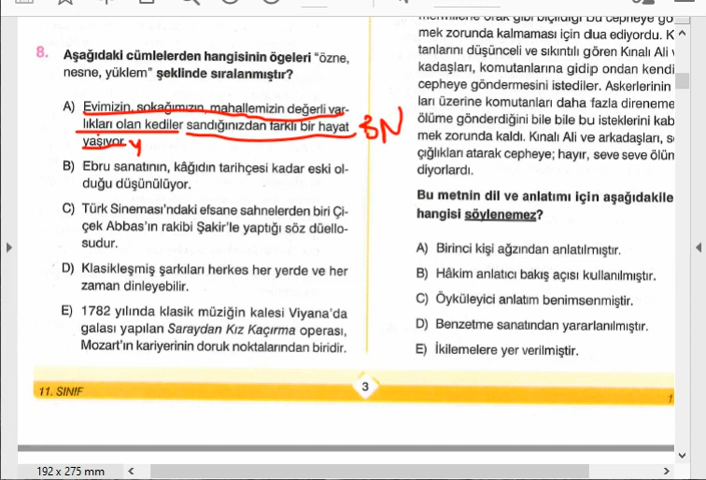 8. Aşağıdaki cümlelerden hangisinin ögeleri "özne,
nesne, yüklem" şeklinde sıralanmıştır?
A) Evimizin, sokağımızın, mahallemizin değerli var-
lıkları olan kediler sandığınızdan farklı bir hayat
yaşıyor.
BN
Y
B) Ebru sanatının, kâğıdın tarihçesi kadar eski ol-
duğu düşünülüyor.
C) Türk Sineması'ndaki efsane sahnelerden biri Çi-
çek Abbas'ın rakibi Şakir'le yaptığı söz düello-
sudur.
D) Klasikleşmiş şarkıları herkes her yerde ve her
zaman dinleyebilir.
E) 1782 yılında klasik müziğin kalesi Viyana'da
galası yapılan Saraydan Kız Kaçırma operası,
Mozart'ın kariyerinin doruk noktalarından biridir.
mek zorunda kalmaması için dua ediyordu. K
tanlarını düşünceli ve sıkıntılı gören Kınalı Ali
kadaşları, komutanlarına gidip ondan kendi
cepheye göndermesini istediler. Askerlerinin
ları üzerine komutanları daha fazla direneme
ölüme gönderdiğini bile bile bu isteklerini kab
mek zorunda kaldı. Kınalı Ali ve arkadaşları, s
çığlıkları atarak cepheye; hayır, seve seve ölün
diyorlardı.
Bu metnin dil ve anlatımı için aşağıdakile
hangisi söylenemez?
A) Birinci kişi ağzından anlatılmıştır.
B) Hâkim anlatıcı bakış açısı kullanılmıştır.
C) Öyküleyici anlatım benimsenmiştir.
D) Benzetme sanatından yararlanılmıştır.
E) İkilemelere yer verilmiştir.
11. SINIF
3
1
192 x 275 mm